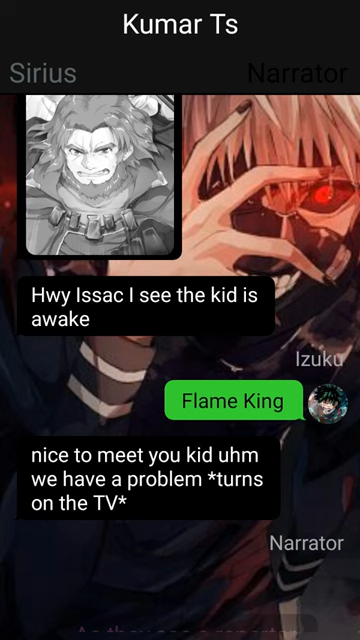 Kumar Ts
Sirius
Narrator
Hwy Issac I see the kid is
awake
Izuku
Flame King
nice to meet you kid uhm
we have a problem *turns
on the TV*
Narrator